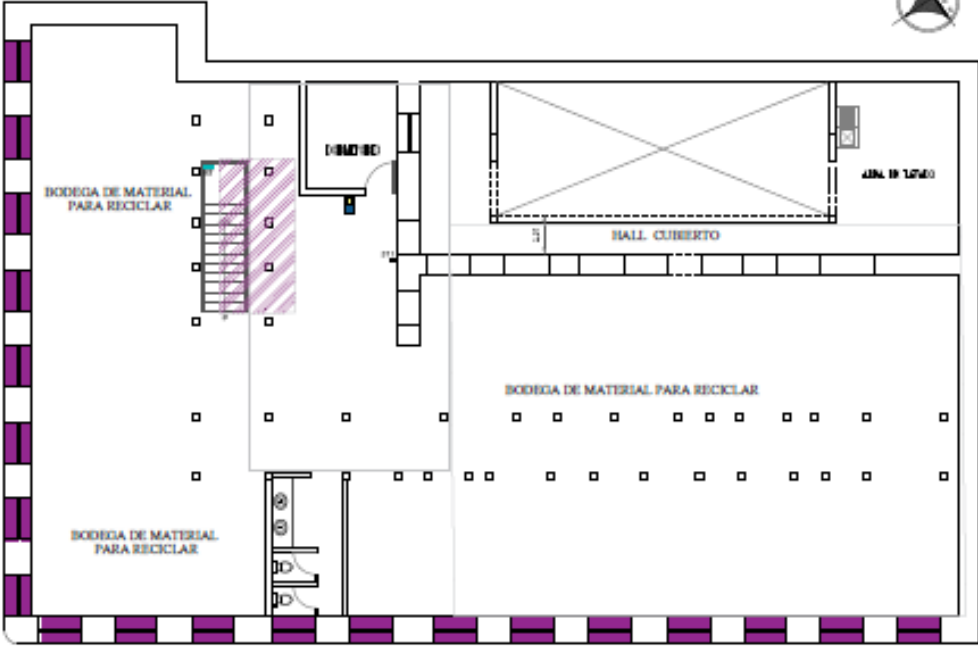 BODEGA DE MATERIAL
PARA RECICLAR
HALL CUBIERTO
BODEGA DE MATERIAL PARA RECICLAR
BODEGA DE MATERIAL
PARA RECICLAR